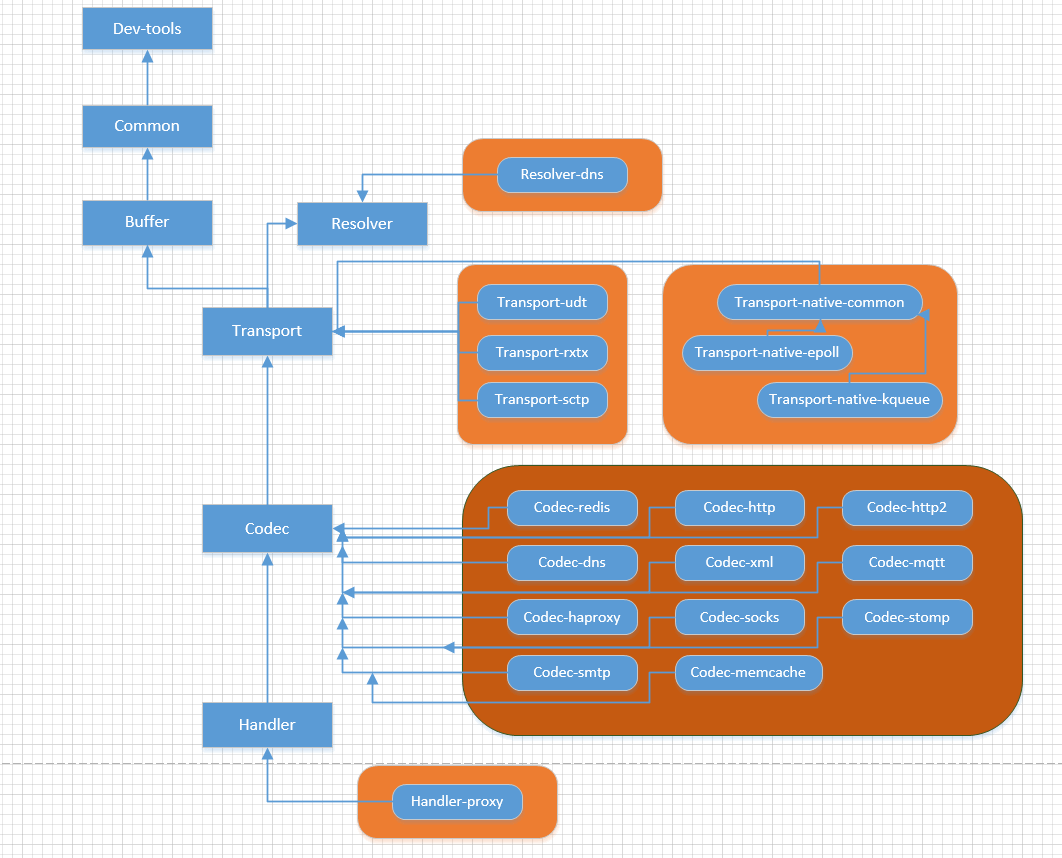 Dev-tools
Common
Resolver-dns
Buffer
Resolver
Transport
Transport-udt
Transport-rxtx
Transport-sctp
Transport-native-common
Transport-native-epoll
Transport-native-kqueue
Codec
Codec-redis
Codec-http
Codec-http2
Codec-dns
Codec-xml
Codec-mqtt
Codec-haproxy
Codec-socks
Codec-stomp
Codec-smtp
Codec-memcache
Handler
Handler-proxy